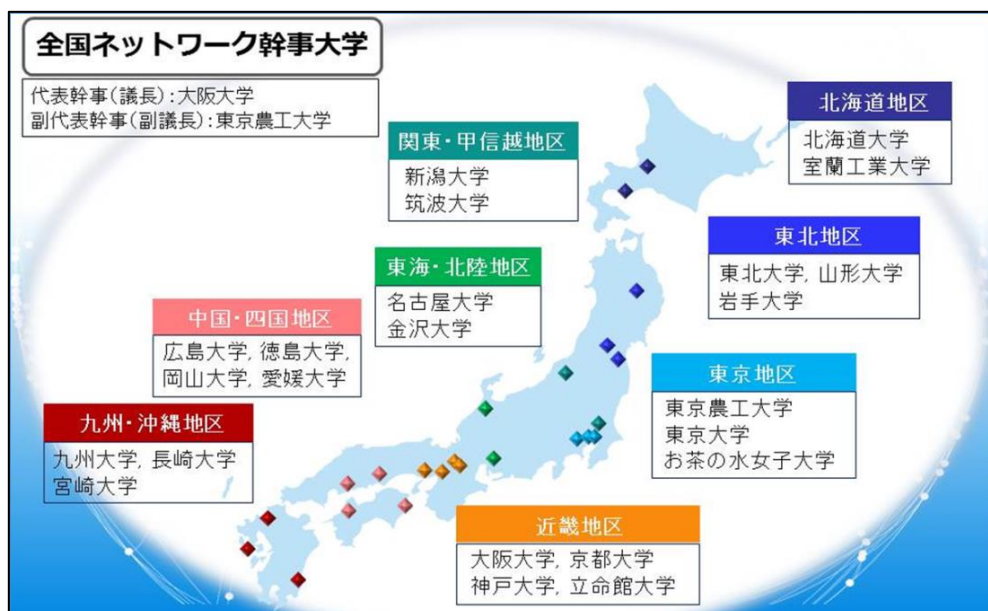 全国ネットワーク幹事大学
代表幹事(議長):大阪大学
副代表幹事(副議長):東京農工大学
北海道地区
北海道大学
室蘭工業大学
関東・甲信越地区
新潟大学
筑波大学
東北地区
東北大学, 山形大学
岩手大学
東海・北陸地区
名古屋大学
金沢大学
中国・四国地区
広島大学, 徳島大学,
岡山大学, 愛媛大学
東京地区
東京農工大学
東京大学
お茶の水女子大学
九州・沖縄地区
九州大学, 長崎大学
宮崎大学
近畿地区
大阪大学, 京都大学
神戸大学, 立命館大学